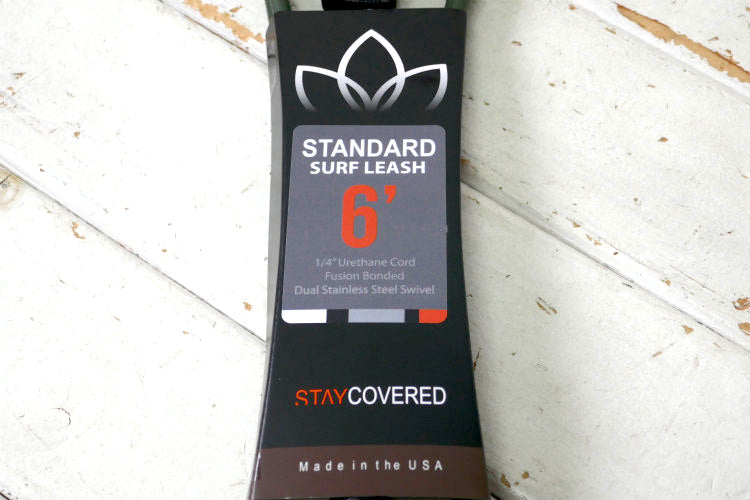 STANDARD
SURF LEASH
6’
1/4" Urethane Cord
Fusion Bonded
Dual Stainless Steel Swivel
STAYCOVERED
Made in the USA